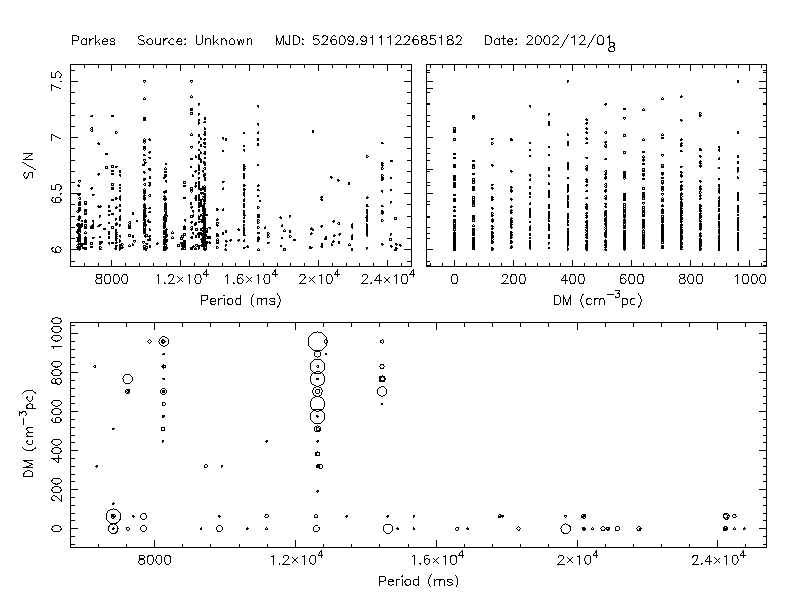 Parkes Source: Unknown MJD: 52609.911122685182 Date: 2002/12/01
8
7.5
7
6.5
6
S/N
8000 1.2×10⁴ 1.6×10⁴ 2×10⁴ 2.4×10⁴
Period (ms)
0 200 400 600 800 1000
DM (cm⁻³pc)
1000
800
600
400
200
0
DM (cm⁻³pc)
8000 1.2×10⁴ 1.6×10⁴ 2×10⁴ 2.4×10⁴
Period (ms)